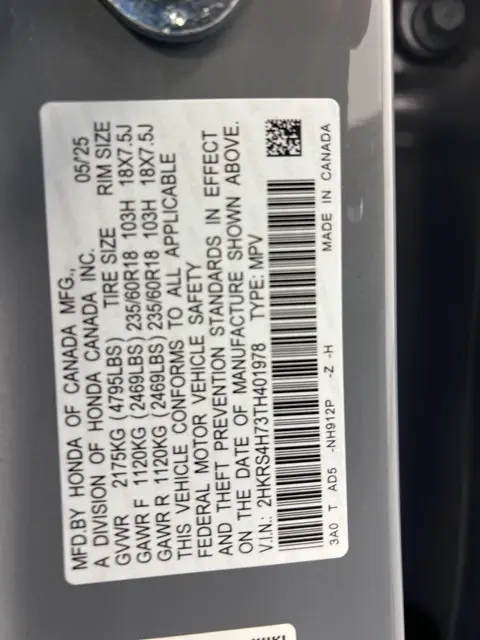 MFD.BY HONDA OF CANADA MFG.,
A DIVISION OF HONDA CANADA INC. 05/25
GVWR 2175KG (4795LBS) TIRE SIZE RIM SIZE
GAWR F 1120KG (2469LBS) 235/60R18 103H 18X7.5J
GAWR R 1120KG (2469LBS) 235/60R18 103H 18X7.5J
THIS VEHICLE CONFORMS TO ALL APPLICABLE
FEDERAL MOTOR VEHICLE SAFETY
AND THEFT PREVENTION STANDARDS IN EFFECT
ON THE DATE OF MANUFACTURE SHOWN ABOVE.
V.I.N.: 2HKRS4H73TH401978 TYPE: MPV
3A0 T AD5 -NH912P -Z -H MADE IN CANADA